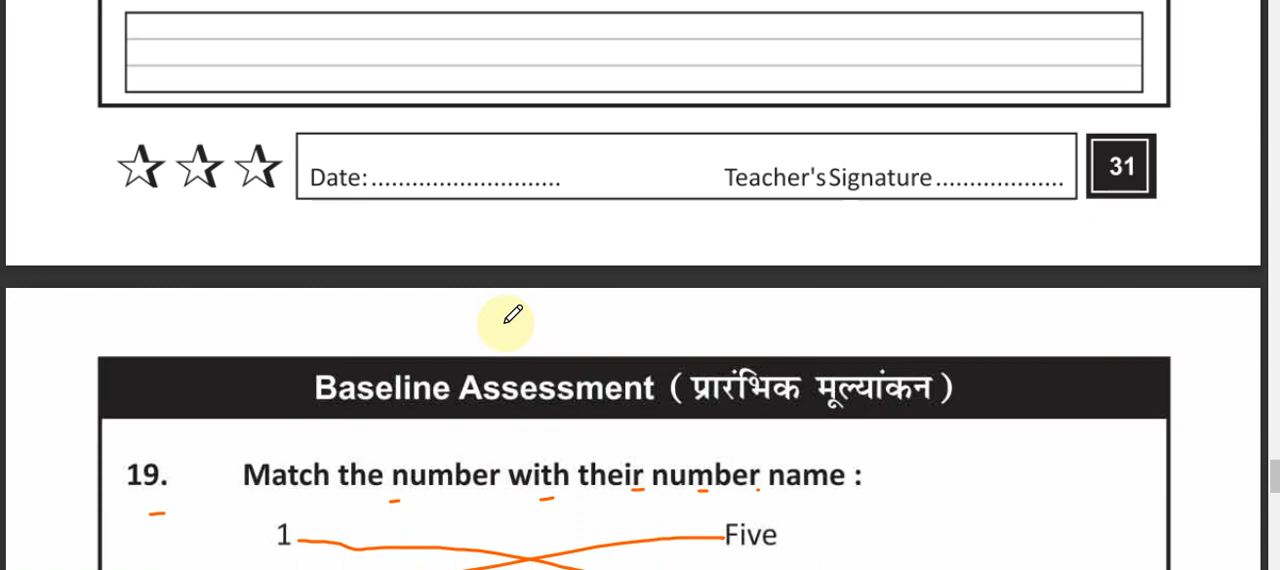 Date:...........................
Teacher's Signature....................
31
Baseline Assessment ( प्रारंभिक मूल्यांकन )
19. Match the number with their number name :
1 Five